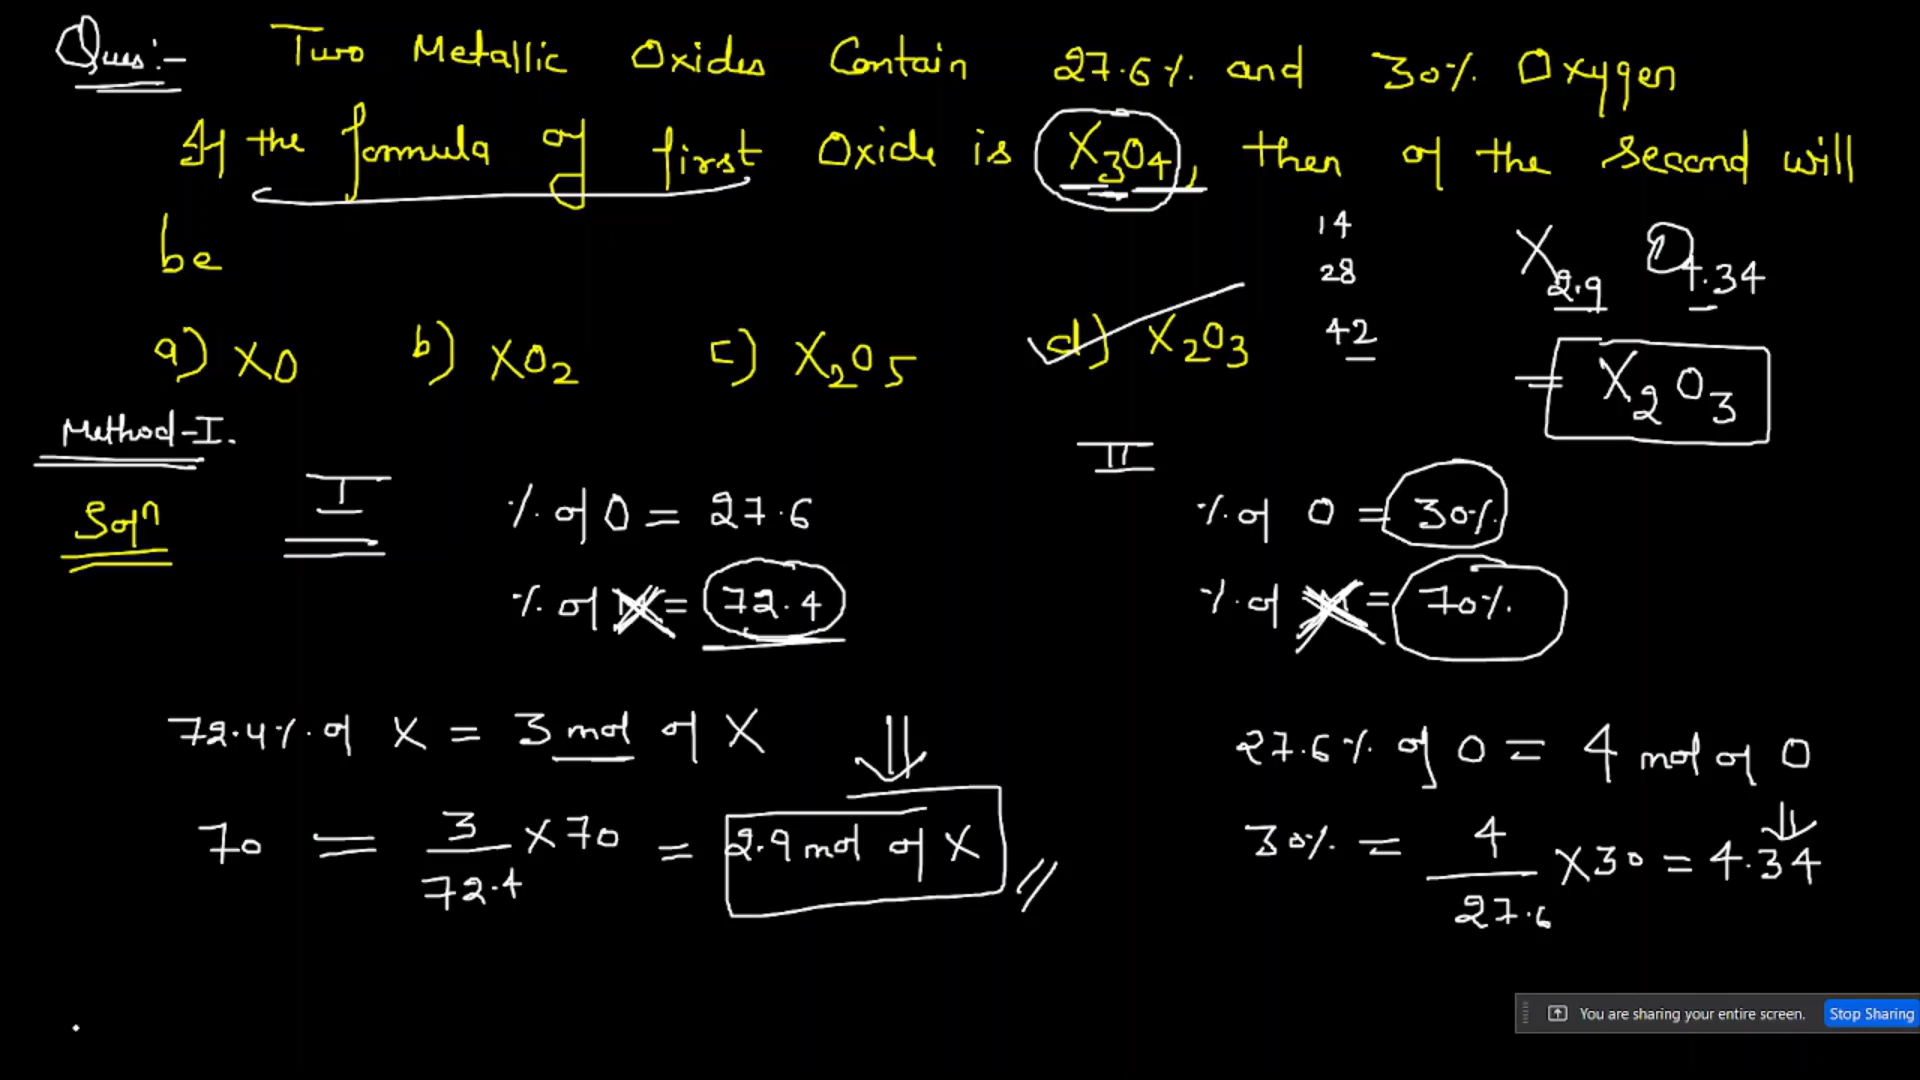 Ques:- Two Metallic Oxides Contain 27.6% and 30% Oxygen
If the formula of first Oxide is X3O4, then of the second will
be
14
28
42
X2.9 O4.34
a) XO b) XO2 c) X2O5 d) X2O3
= X2O3
Method-I.
Soln
I
% of O = 27.6
% of X = 72.4
II
% of O = 30%
% of X = 70%
72.4% of X = 3 mol of X
70 = 3/72.4 X 70 = 2.9 mol of X
27.6% of O = 4 mol of O
30% = 4/27.6 X 30 = 4.34
You are sharing your entire screen. Stop Sharing